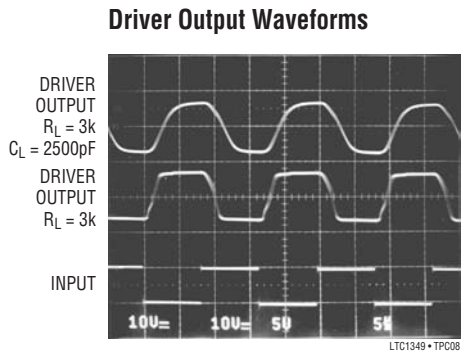 Driver Output Waveforms
DRIVER
OUTPUT
R_L = 3k
C_L = 2500pF
DRIVER
OUTPUT
R_L = 3k
INPUT
10V= 10V= 5V
LTC1349 • TPC08